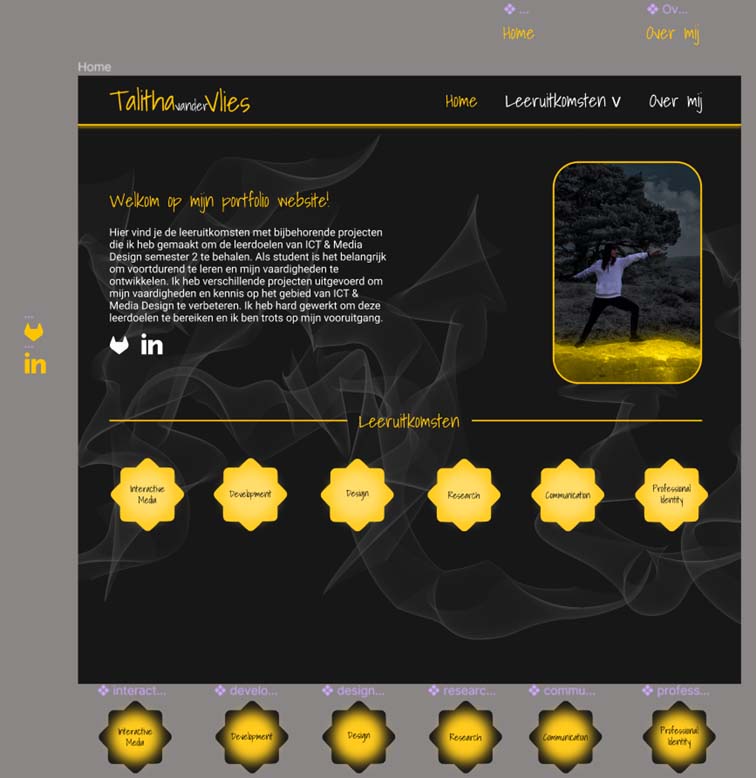 ...
Ov...
Home
Over mij
Home
TalithavanderVlies
Home
Leeruitkomsten v
Over mij
Welkom op mijn portfolio website!
Hier vind je de leeruitkomsten met bijbehorende projecten
die ik heb gemaakt om de leerdoelen van ICT & Media
Design semester 2 te behalen. Als student is het belangrijk
om voortdurend te leren en mijn vaardigheden te
ontwikkelen. Ik heb verschillende projecten uitgevoerd om
mijn vaardigheden en kennis op het gebied van ICT &
Media Design te verbeteren. Ik heb hard gewerkt om deze
leerdoelen te bereiken en ik ben trots op mijn vooruitgang.
...
...
in
in
Leeruitkomsten
Interactive
Media
Development
Design
Research
Communication
Professional
Identity
interact...
develo...
design...
researc...
commu...
profess...
Interactive
Media
Development
Design
Research
Communication
Professional
Identity